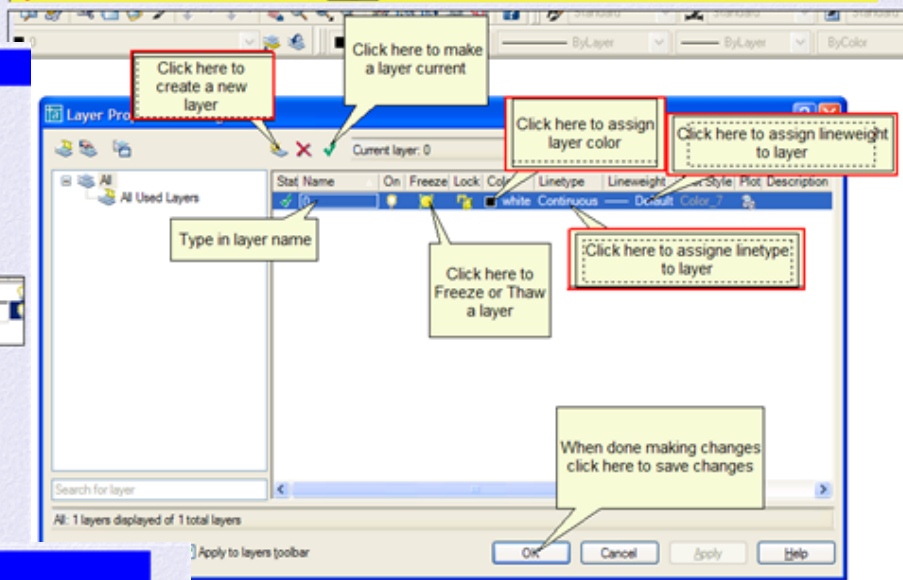 Standard
Standard
Standard
0
ByLayer
ByLayer
ByColor
Click here to
create a new
layer
Click here to make
a layer current
Layer Pro
Current layer: 0
Click here to assign
layer color
Click here to assign lineweight
to layer
All
All Used Layers
Stat Name On Freeze Lock Colo Linetype Lineweight Style Plot Description
0 white Continuous Default Color_7
Type in layer name
Click here to
Freeze or Thaw
a layer
Click here to assigne linetype
to layer
When done making changes
click here to save changes
Search for layer
All: 1 layers displayed of 1 total layers
Apply to layers toolbar
OK Cancel Apply Help